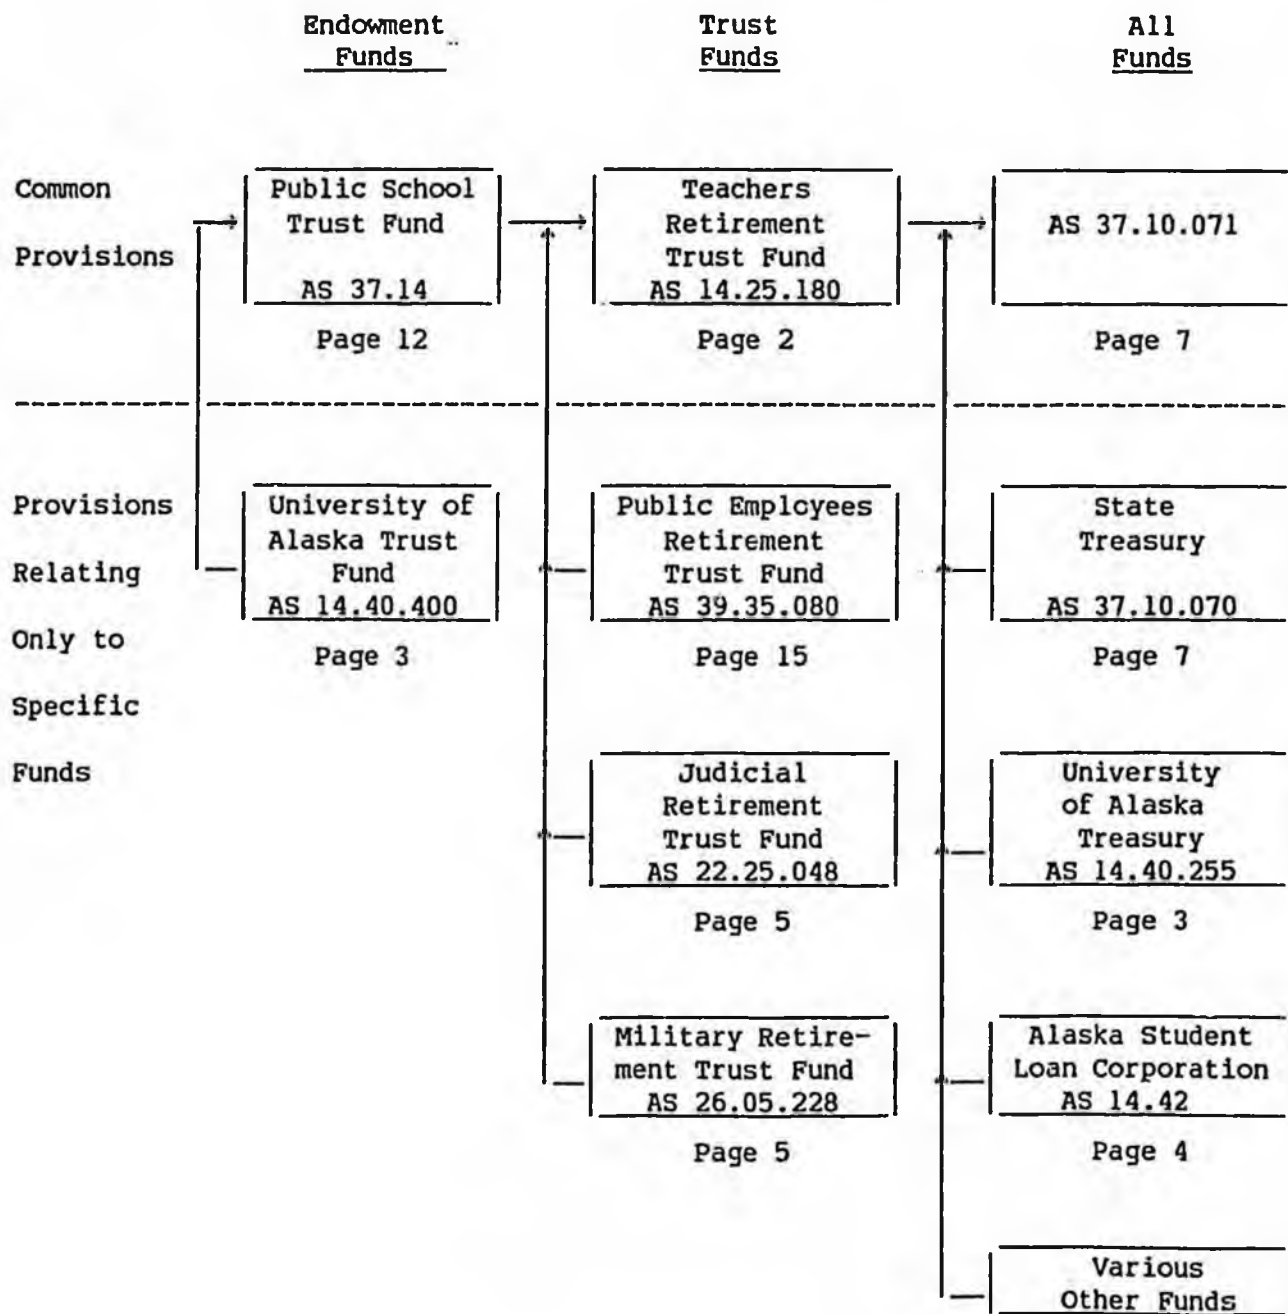 Endowment Trust All
Funds Funds Funds
Common
Provisions
Public School
Trust Fund
AS 37.14
Page 12
Teachers
Retirement
Trust Fund
AS 14.25.180
Page 2
AS 37.10.071
Page 7
Provisions
Relating
Only to
Specific
Funds
University of
Alaska Trust
Fund
AS 14.40.400
Page 3
Public Employees
Retirement
Trust Fund
AS 39.35.080
Page 15
State
Treasury
AS 37.10.070
Page 7
Judicial
Retirement
Trust Fund
AS 22.25.048
Page 5
University
of Alaska
Treasury
AS 14.40.255
Page 3
Military Retire-
ment Trust Fund
AS 26.05.228
Page 5
Alaska Student
Loan Corporation
AS 14.42
Page 4
Various
Other Funds